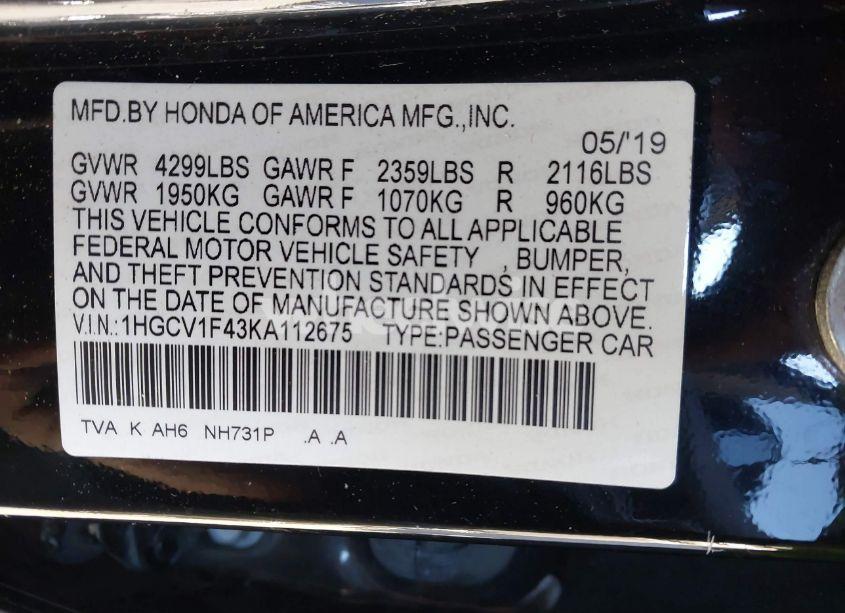 MFD.BY HONDA OF AMERICA MFG.,INC.
05/'19
GVWR 4299LBS GAWR F 2359LBS R 2116LBS
GVWR 1950KG GAWR F 1070KG R 960KG
THIS VEHICLE CONFORMS TO ALL APPLICABLE
FEDERAL MOTOR VEHICLE SAFETY , BUMPER,
AND THEFT PREVENTION STANDARDS IN EFFECT
ON THE DATE OF MANUFACTURE SHOWN ABOVE.
V.I.N.:1HGCV1F43KA112675 TYPE:PASSENGER CAR
TVA K AH6 NH731P .A .A